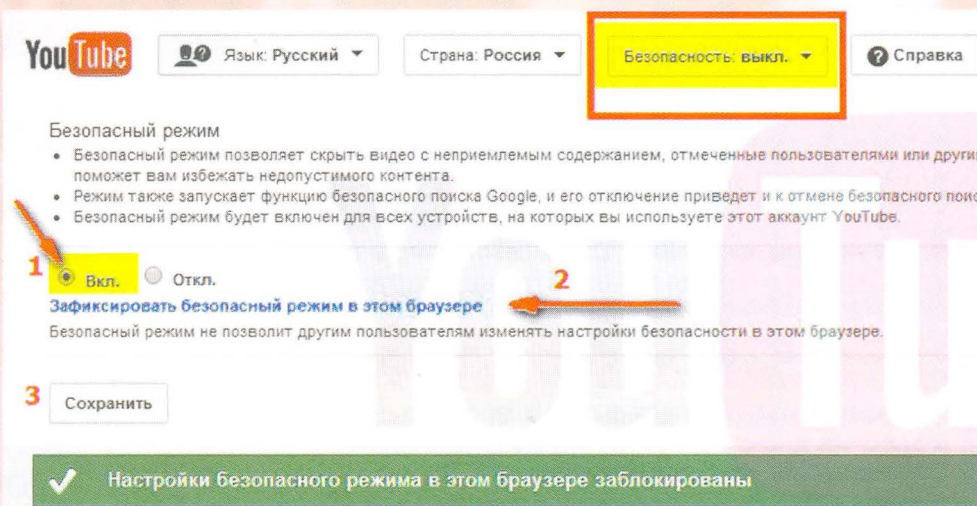 YouTube Язык: Русский Страна: Россия Безопасность: выкл. Справка
Безопасный режим
• Безопасный режим позволяет скрыть видео с неприемлемым содержанием, отмеченные пользователями или
поможет вам избежать недопустимого контента.
• Режим также запускает функцию безопасного поиска Google, и его отключение приведет и к отмене безопасного
• Безопасный режим будет включен для всех устройств, на которых вы используете этот аккаунт YouTube.
1 Вкл. Откл. 2
Зафиксировать безопасный режим в этом браузере
Безопасный режим не позволит другим пользователям изменять настройки безопасности в этом браузере.
3 Сохранить
Настройки безопасного режима в этом браузере заблокированы